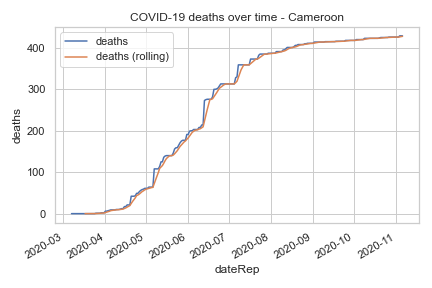 COVID-19 deaths over time - Cameroon
deaths
deaths (rolling)
400
300
200
100
0
deaths
2020-03
2020-04
2020-05
2020-06
2020-07
2020-08
2020-09
2020-10
2020-11
dateRep